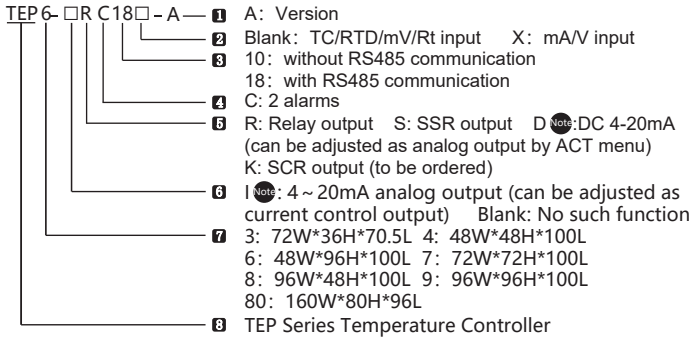 TEP6-□RC18□-A
1 A: Version
2 Blank: TC/RTD/mV/Rt input X: mA/V input
3 10: without RS485 communication
18: with RS485 communication
4 C: 2 alarms
5 R: Relay output S: SSR output D Note:DC 4-20mA
(can be adjusted as analog output by ACT menu)
K: SCR output (to be ordered)
6 I Note: 4~20mA analog output (can be adjusted as
current control output) Blank: No such function
7 3: 72W*36H*70.5L 4: 48W*48H*100L
6: 48W*96H*100L 7: 72W*72H*100L
8: 96W*48H*100L 9: 96W*96H*100L
80: 160W*80H*96L
8 TEP Series Temperature Controller